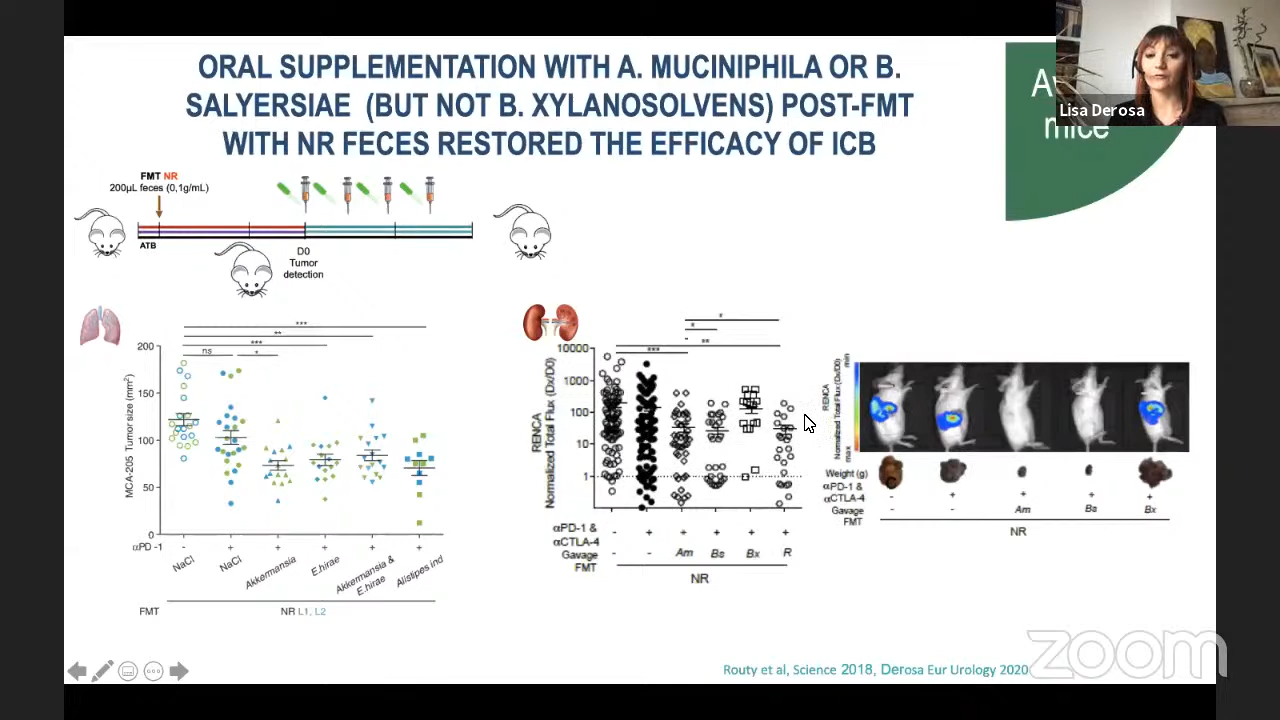 ORAL SUPPLEMENTATION WITH A. MUCINIPHILA OR B.
SALYERSIAE (BUT NOT B. XYLANOSOLVENS) POST-FMT
WITH NR FECES RESTORED THE EFFICACY OF ICB
Lisa Derosa
mice
FMT NR
200µL feces (0,1g/mL)
ATB
D0
Tumor
detection
MCA-205 Tumor size (mm²)
200
150
100
50
0
***
**
***
ns
*
αPD -1
- + + + + +
NaCl
NaCl
Akkermansia
E.hirae
Akkermansia &
E.hirae
Alistipes ind
FMT
NR L1, L2
RENCA
Normalized Total Flux (Dx/D0)
10000
1000
100
10
1
*
*
**
***
αPD-1 &
αCTLA-4
- + + + + +
Gavage
- - Am Bs Bx R
FMT
NR
RENCA
Normalized Total Flux (Dx/D0)
min
max
Weight (g)
αPD-1 &
αCTLA-4
- + + + +
Gavage
- - Am Bs Bx
FMT
NR
Routy et al, Science 2018, Derosa Eur Urology 2020
zoom